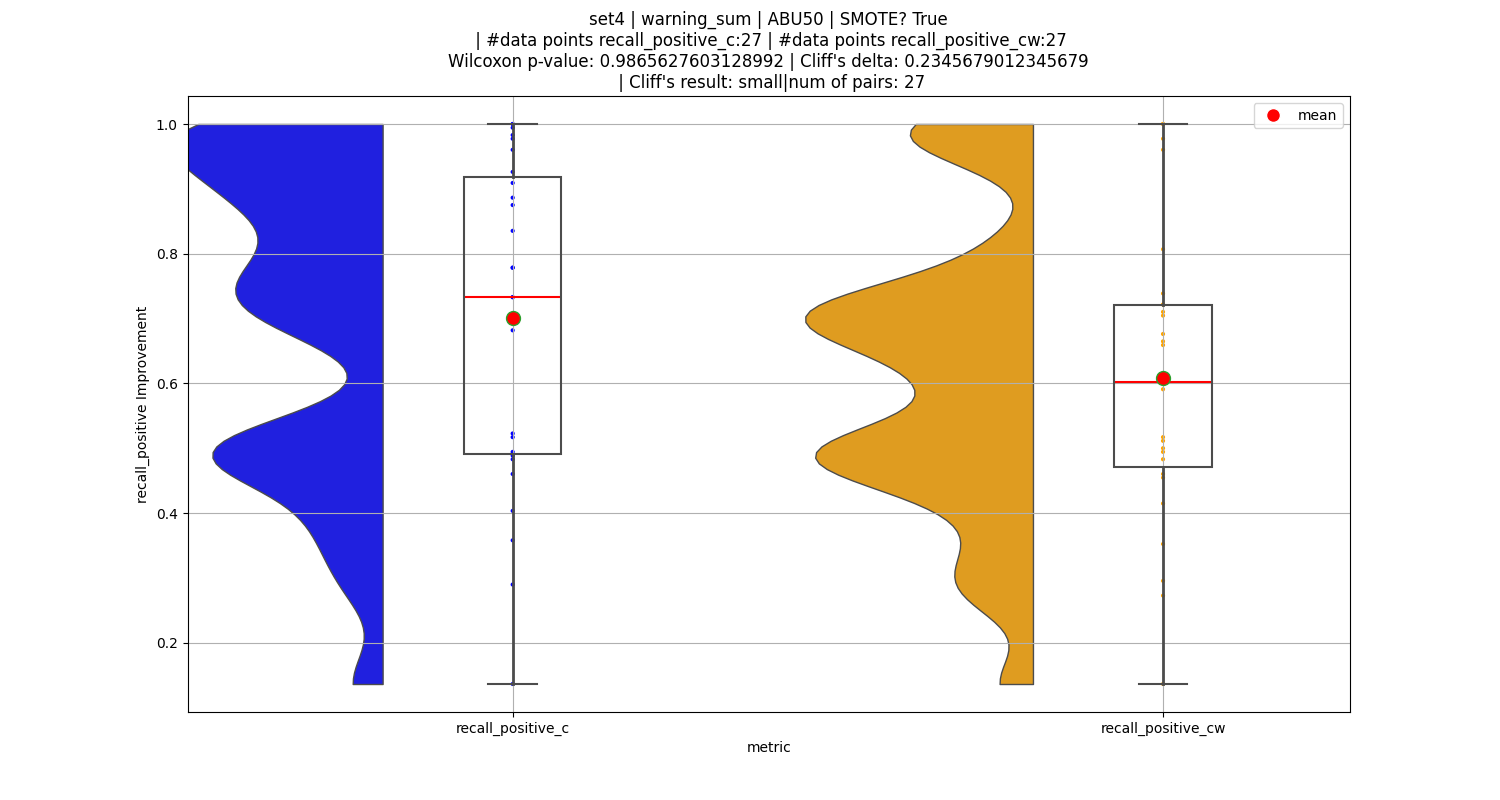 set4 | warning_sum | ABU50 | SMOTE? True
| #data points recall_positive_c:27 | #data points recall_positive_cw:27
Wilcoxon p-value: 0.9865627603128992 | Cliff's delta: 0.2345679012345679
| Cliff's result: small|num of pairs: 27
mean
1.0
0.8
0.6
0.4
0.2
recall_positive Improvement
recall_positive_c
recall_positive_cw
metric